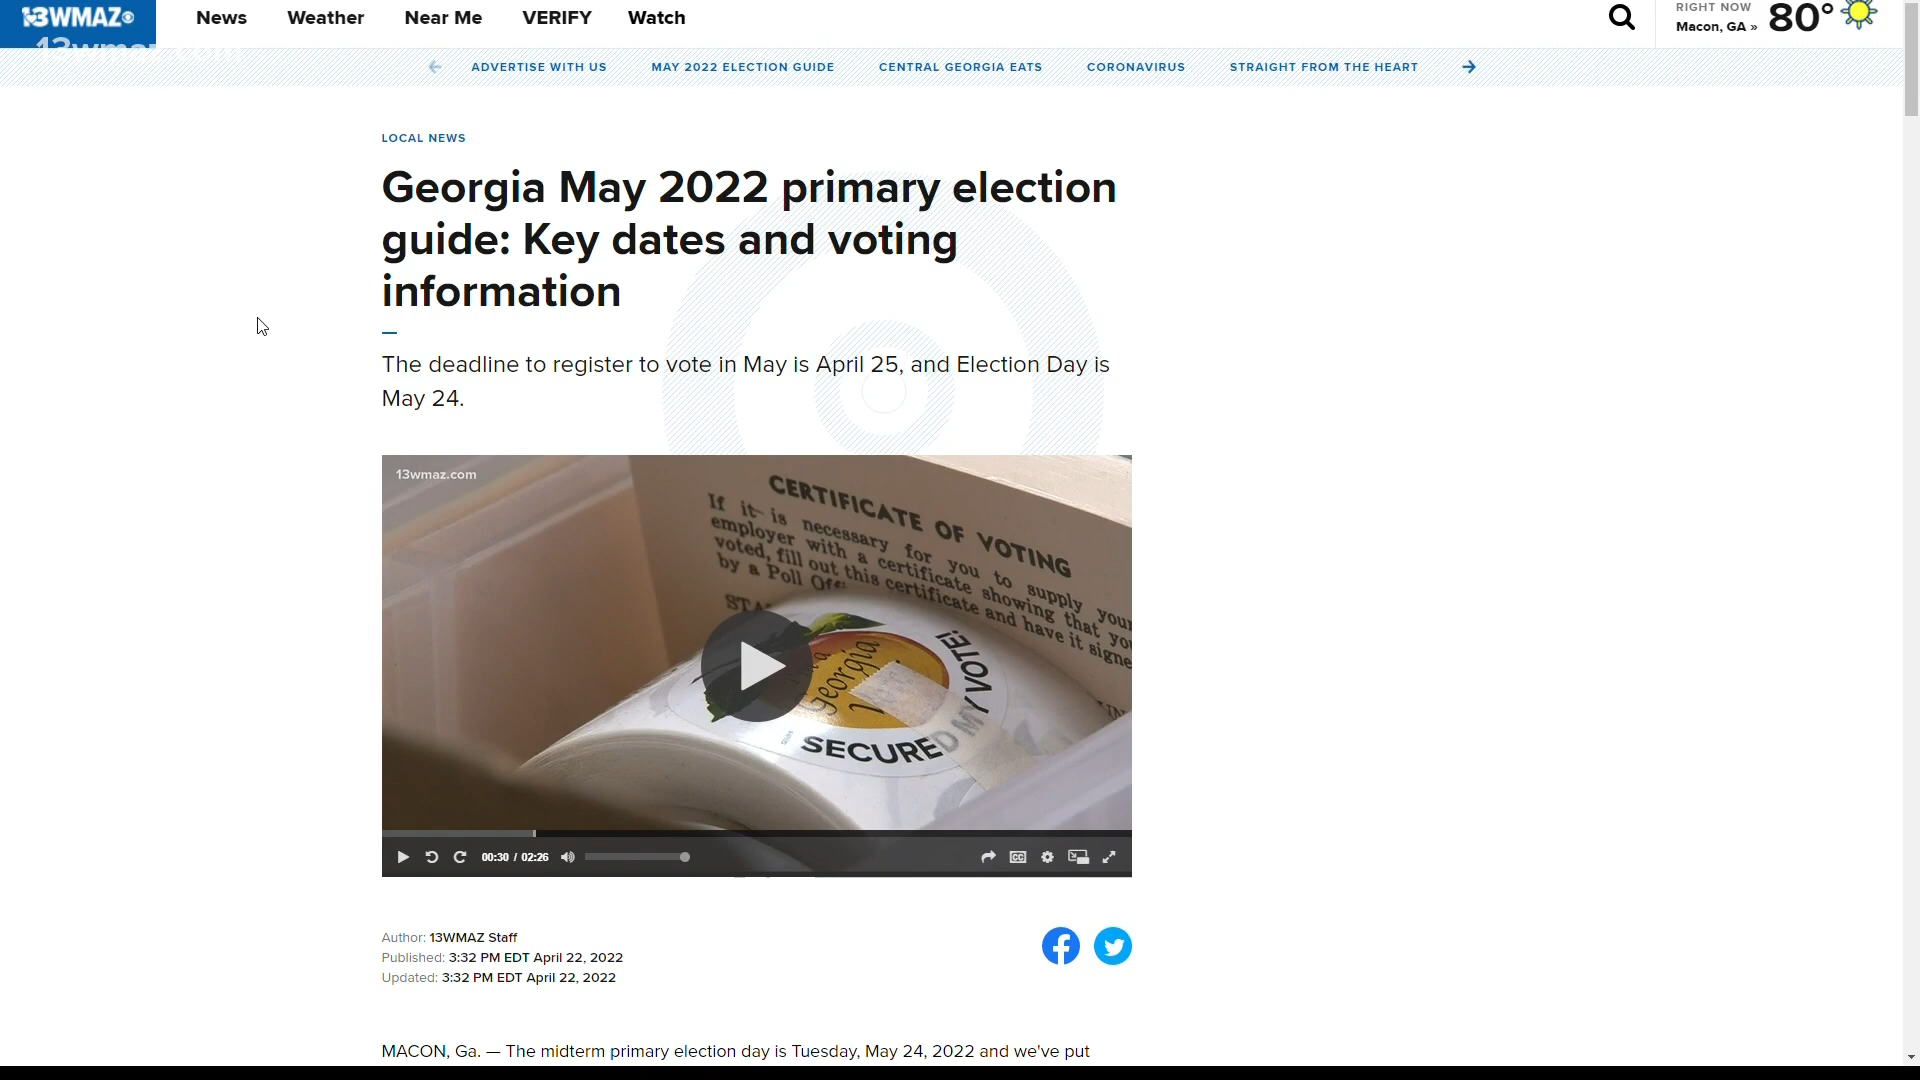 13WMAZ
News Weather Near Me VERIFY Watch
RIGHT NOW
Macon, GA »
80°
13wmaz.com
ADVERTISE WITH US MAY 2022 ELECTION GUIDE CENTRAL GEORGIA EATS CORONAVIRUS STRAIGHT FROM THE HEART
LOCAL NEWS
Georgia May 2022 primary election
guide: Key dates and voting
information
The deadline to register to vote in May is April 25, and Election Day is
May 24.
13wmaz.com
CERTIFICATE OF VOTING
If it is necessary for you to supply your
employer with a certificate showing that you
voted, fill out this certificate and have it signe
by a Poll
Georgia
SECURED MY VOTE!
00:30 / 02:26
CC
Author: 13WMAZ Staff
Published: 3:32 PM EDT April 22, 2022
Updated: 3:32 PM EDT April 22, 2022
MACON, Ga. — The midterm primary election day is Tuesday, May 24, 2022 and we've put